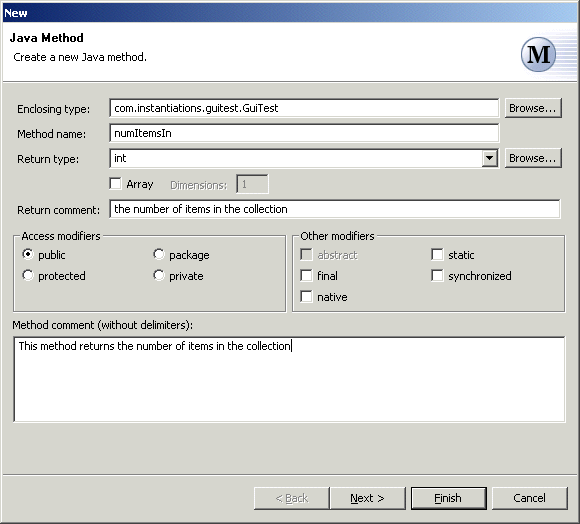 New
Java Method
Create a new Java method.
M
Enclosing type: com.instantiations.guitest.GuiTest Browse...
Method name: numItemsIn
Return type: int Browse...
Array Dimensions: 1
Return comment: the number of items in the collection
Access modifiers Other modifiers
public package abstract static
protected private final synchronized
native
Method comment (without delimiters):
This method returns the number of items in the collection
< Back Next > Finish Cancel